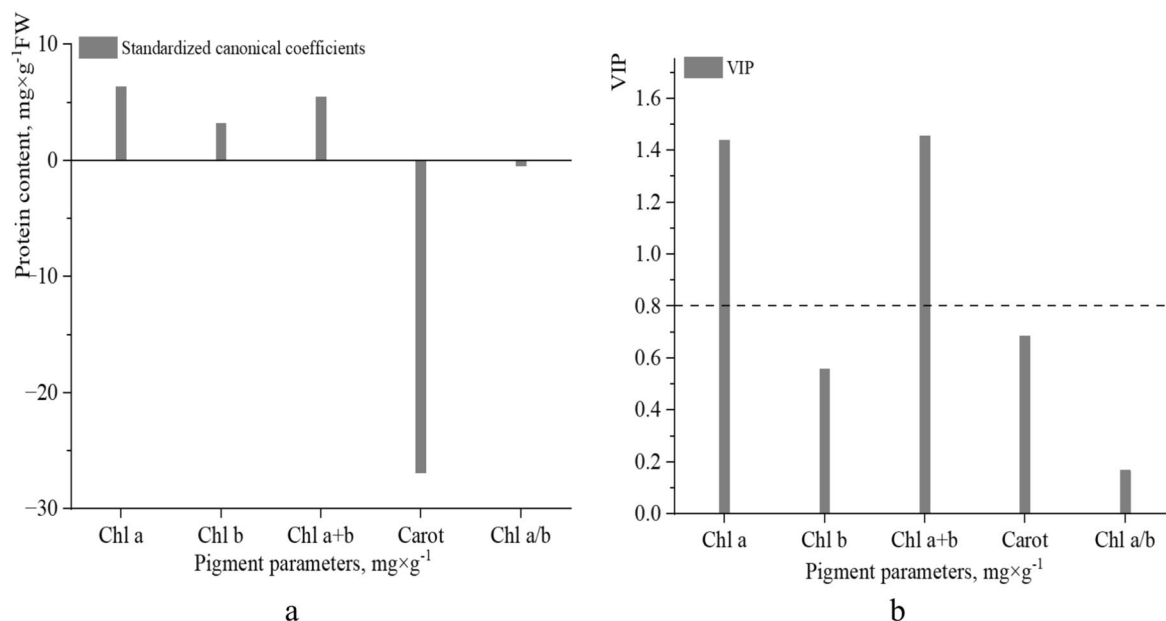 Protein content, mg×g⁻¹FW
Standardized canonical coefficients
10
0
−10
−20
−30
Chl a Chl b Chl a+b Carot Chl a/b
Pigment parameters, mg×g⁻¹
a
VIP
VIP
1.6
1.4
1.2
1.0
0.8
0.6
0.4
0.2
0.0
Chl a Chl b Chl a+b Carot Chl a/b
Pigment parameters, mg×g⁻¹
b